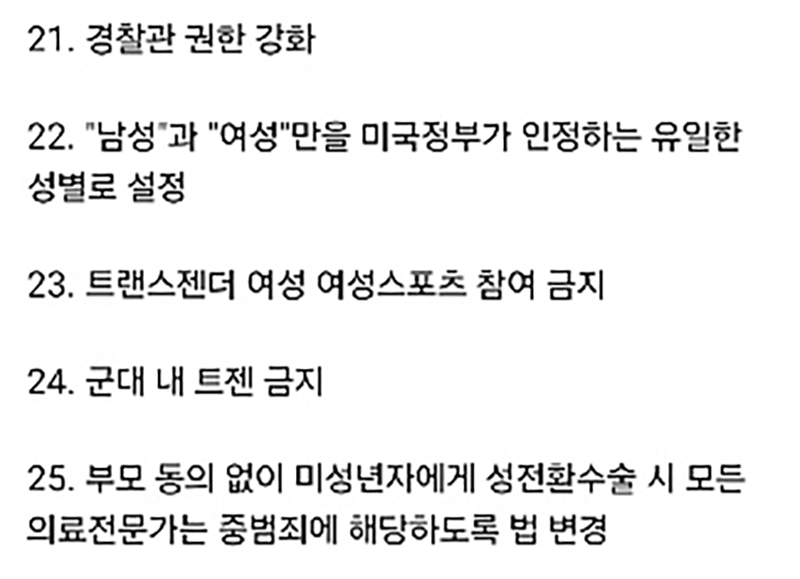 21. 경찰관 권한 강화
22. "남성"과 "여성"만을 미국정부가 인정하는 유일한
성별로 설정
23. 트랜스젠더 여성 여성스포츠 참여 금지
24. 군대 내 트젠 금지
25. 부모 동의 없이 미성년자에게 성전환수술 시 모든
의료전문가는 중범죄에 해당하도록 법 변경